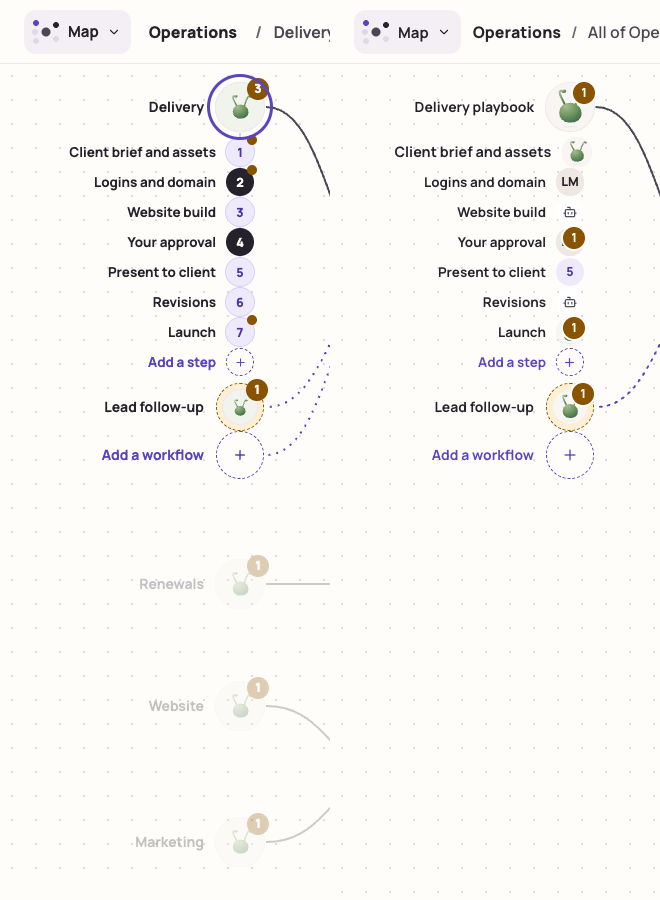 Map
Operations / Delivery
3
Delivery
Client brief and assets 1
Logins and domain 2
Website build 3
Your approval 4
Present to client 5
Revisions 6
Launch 7
Add a step +
1
Lead follow-up
Add a workflow +
1
Renewals
1
Website
1
Marketing
Map
Operations / All of Ope
1
Delivery playbook
Client brief and assets
Logins and domain LM
Website build
Your approval 1
Present to client 5
Revisions
Launch 1
Add a step +
1
Lead follow-up
Add a workflow +